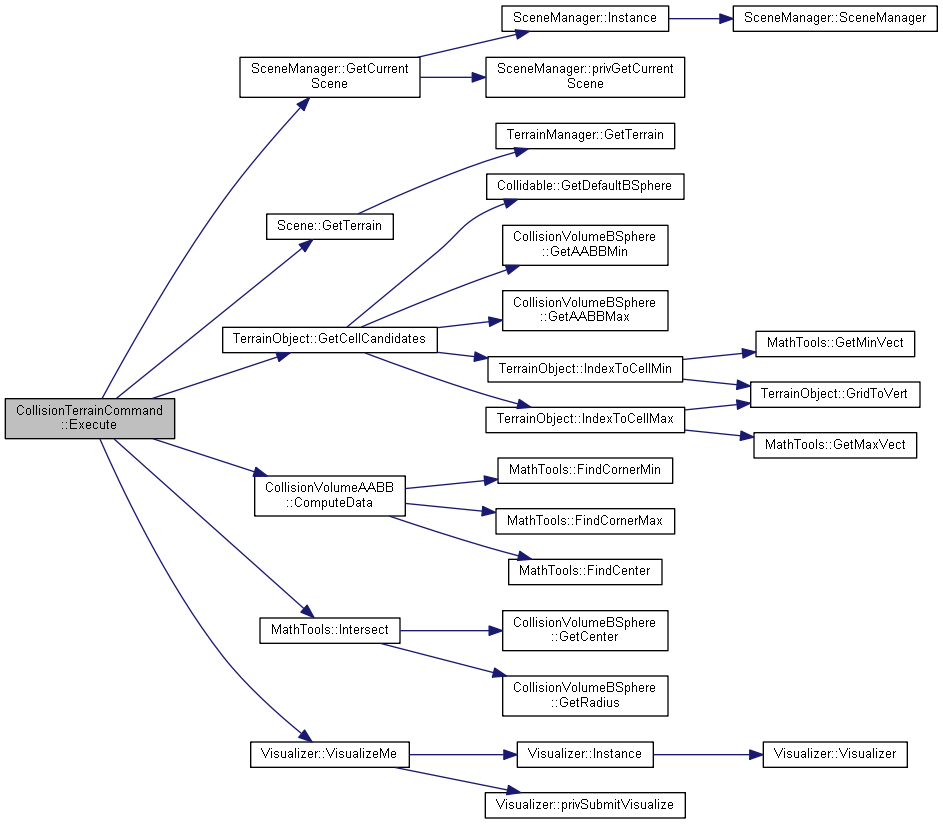 SceneManager::Instance
SceneManager::SceneManager
SceneManager::GetCurrent
Scene
SceneManager::privGetCurrent
Scene
TerrainManager::GetTerrain
Collidable::GetDefaultBSphere
Scene::GetTerrain
CollisionVolumeBSphere
::GetAABBMin
CollisionVolumeBSphere
::GetAABBMax
TerrainObject::GetCellCandidates
MathTools::GetMinVect
TerrainObject::IndexToCellMin
TerrainObject::GridToVert
TerrainObject::IndexToCellMax
MathTools::GetMaxVect
CollisionTerrainCommand
::Execute
MathTools::FindCornerMin
CollisionVolumeAABB
::ComputeData
MathTools::FindCornerMax
MathTools::FindCenter
MathTools::Intersect
CollisionVolumeBSphere
::GetCenter
CollisionVolumeBSphere
::GetRadius
Visualizer::VisualizeMe
Visualizer::Instance
Visualizer::Visualizer
Visualizer::privSubmitVisualize